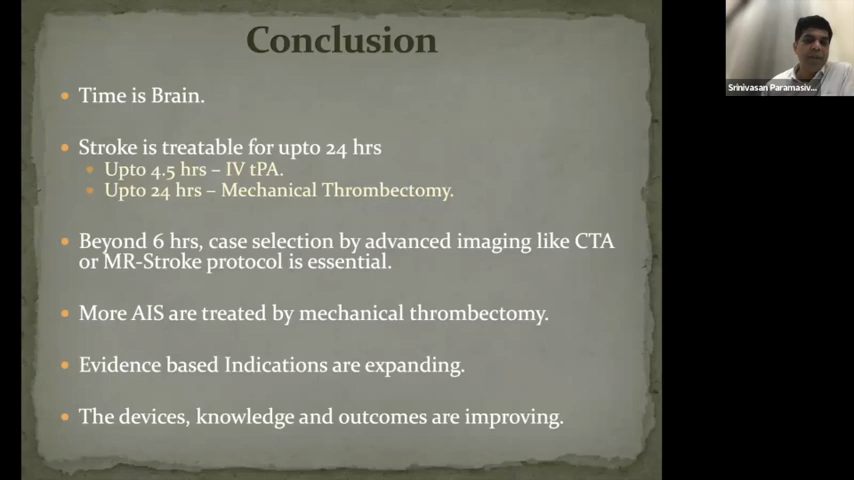 Conclusion
Time is Brain.
Stroke is treatable for upto 24 hrs
Upto 4.5 hrs – IV tPA.
Upto 24 hrs – Mechanical Thrombectomy.
Beyond 6 hrs, case selection by advanced imaging like CTA
or MR-Stroke protocol is essential.
More AIS are treated by mechanical thrombectomy.
Evidence based Indications are expanding.
The devices, knowledge and outcomes are improving.
Srinivasan Paramasiv...